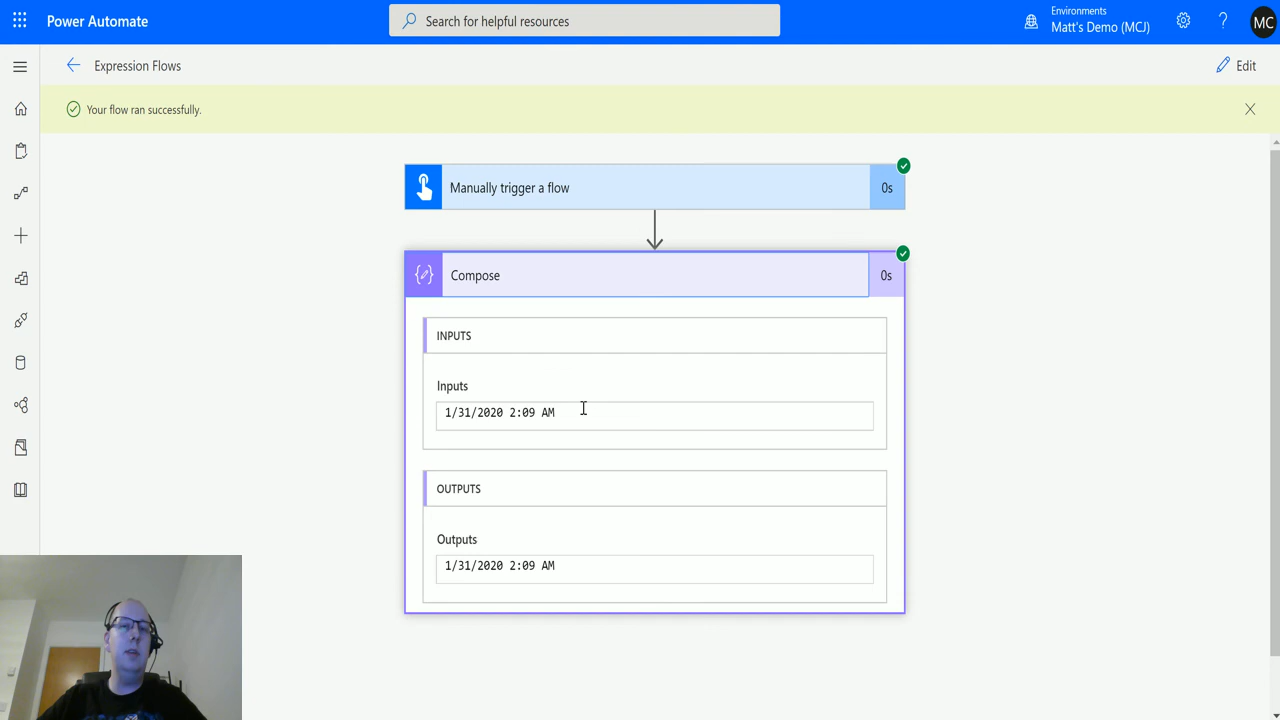 Power Automate
Search for helpful resources
Environments
Matt's Demo (MCJ)
?
MC
Expression Flows
Edit
Your flow ran successfully.
Manually trigger a flow
0s
Compose
0s
INPUTS
Inputs
1/31/2020 2:09 AM
OUTPUTS
Outputs
1/31/2020 2:09 AM